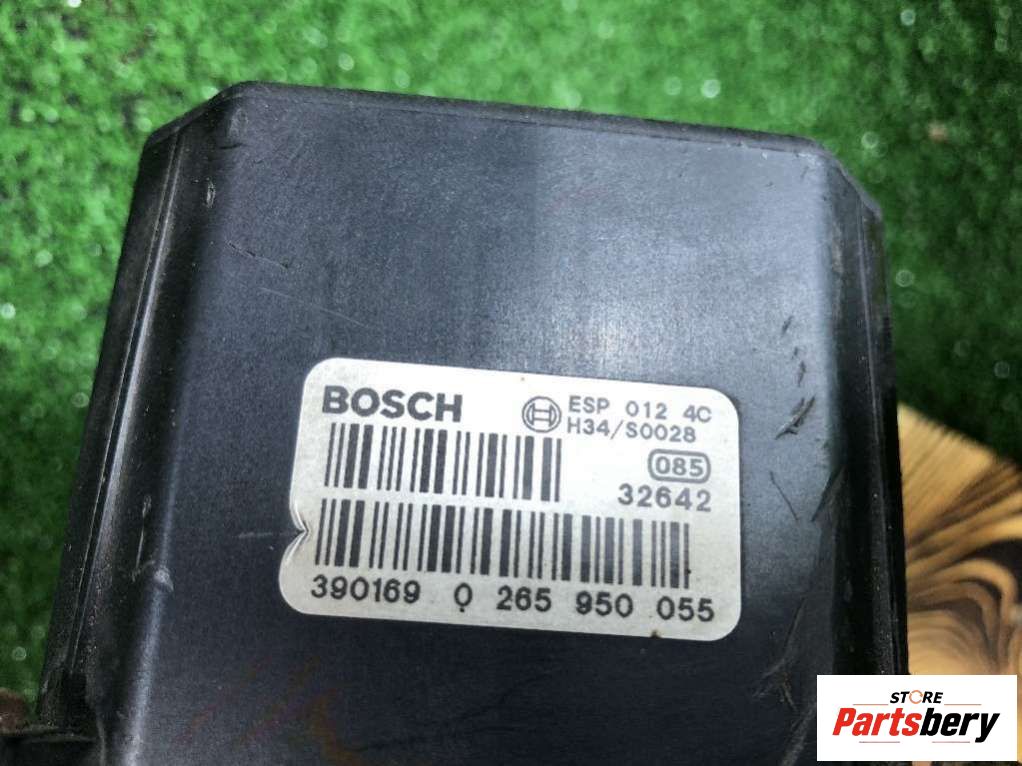 BOSCH
ESP 012 4C
H34/S0028
085
32642
390169 0 265 950 055
STORE
Partsbery